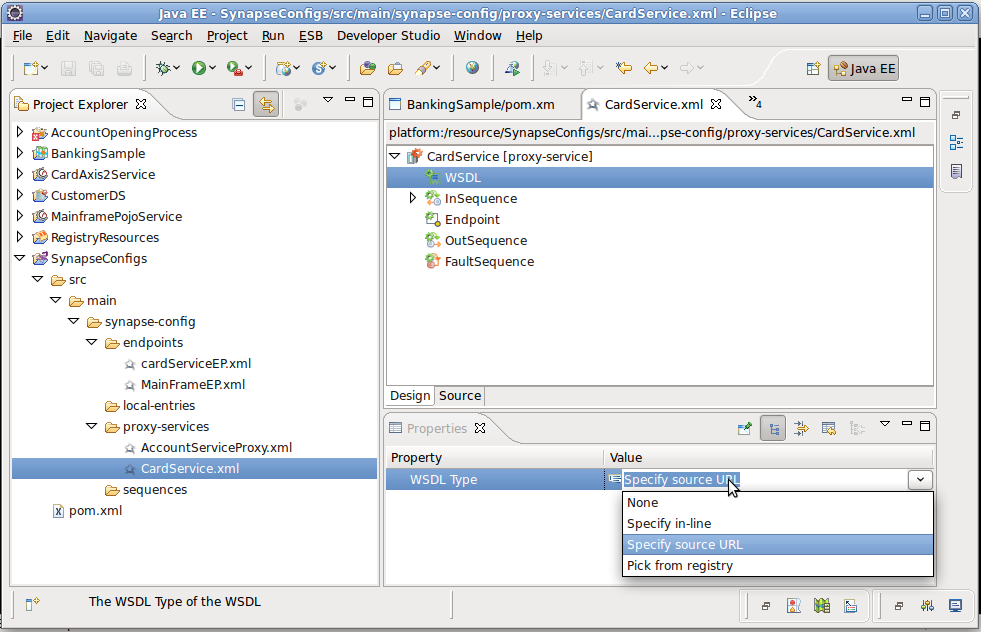 Java EE - SynapseConfigs/src/main/synapse-config/proxy-services/CardService.xml - Eclipse
File Edit Navigate Search Project Run ESB Developer Studio Window Help
Java EE
Project Explorer
AccountOpeningProcess
BankingSample
CardAxis2Service
CustomerDS
MainframePojoService
RegistryResources
SynapseConfigs
src
main
synapse-config
endpoints
cardServiceEP.xml
MainFrameEP.xml
local-entries
proxy-services
AccountServiceProxy.xml
CardService.xml
sequences
pom.xml
BankingSample/pom.xm CardService.xml »4
platform:/resource/SynapseConfigs/src/mai...pse-config/proxy-services/CardService.xml
CardService [proxy-service]
WSDL
InSequence
Endpoint
OutSequence
FaultSequence
Design Source
Properties
Property Value
WSDL Type Specify source URL
None
Specify in-line
Specify source URL
Pick from registry
The WSDL Type of the WSDL